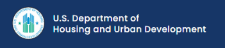 U.S. Department of
Housing and Urban Development